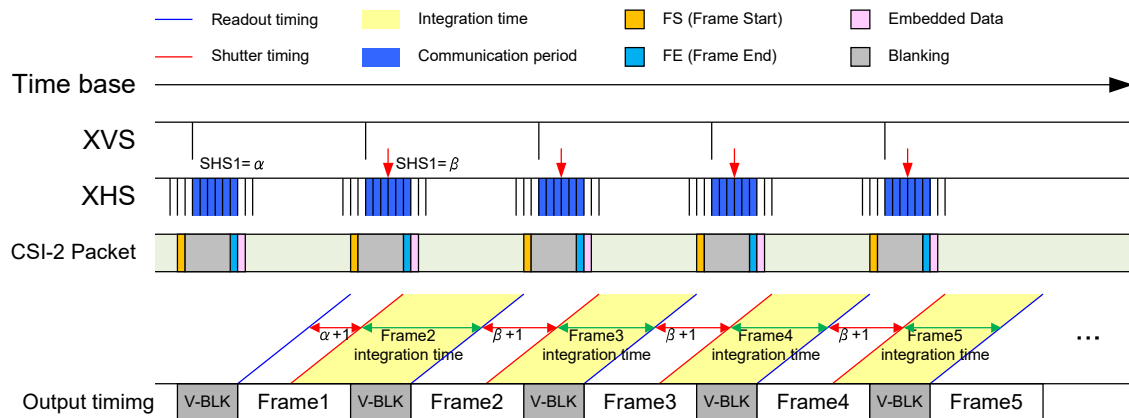 Readout timing
Integration time
FS (Frame Start)
Embedded Data
Shutter timing
Communication period
FE (Frame End)
Blanking
Time base
XVS
SHS1= α
SHS1= β
XHS
CSI-2 Packet
α+1
Frame2
integration time
β+1
Frame3
integration time
β+1
Frame4
integration time
β+1
Frame5
integration time
...
Output timimg
V-BLK
Frame1
V-BLK
Frame2
V-BLK
Frame3
V-BLK
Frame4
V-BLK
Frame5